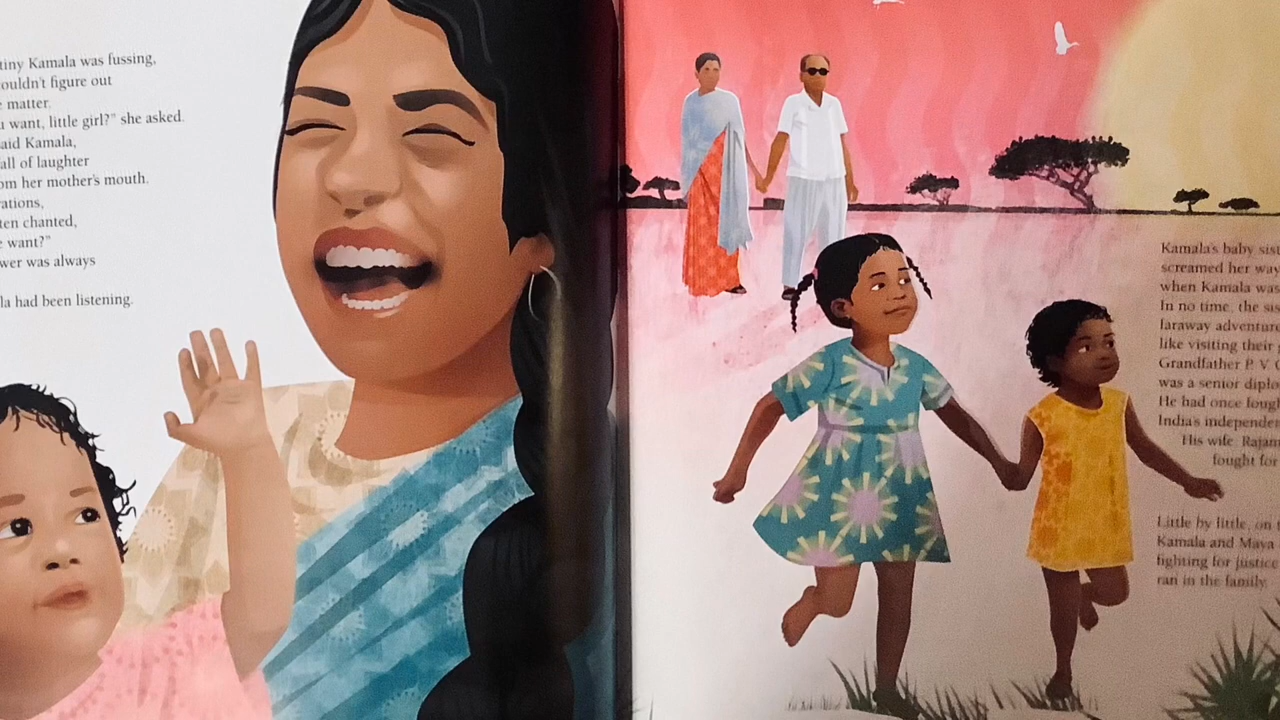 tiny Kamala was fussing,
ouldn't figure out
matter.
want, little girl?" she asked.
aid Kamala,
all of laughter
om her mother's mouth.
rations,
ten chanted,
want?"
wer was always
la had been listening.
Kamala's baby sist
screamed her way
when Kamala was
In no time, the sis
faraway adventure
like visiting their g
Grandfather P. V. G
was a senior diplo
He had once fough
India's independen
His wife, Rajam
fought for
Little by little, on
Kamala and Maya
fighting for justice
ran in the family.